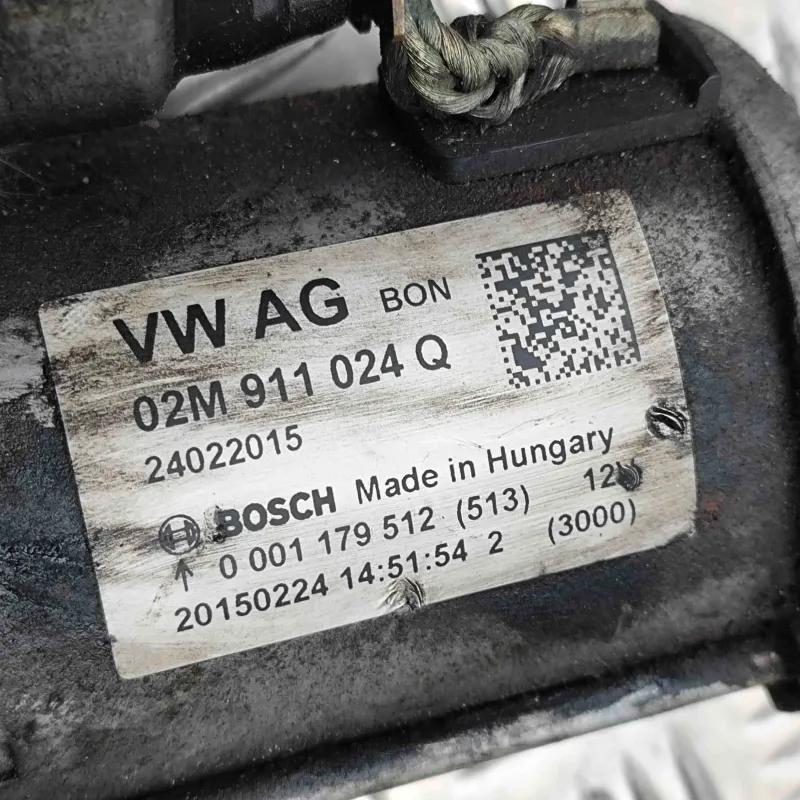 VW AG BON
02M 911 024 Q
24022015
BOSCH Made in Hungary
0 001 179 512 (513)
20150224 14:51:54 2 (3000)